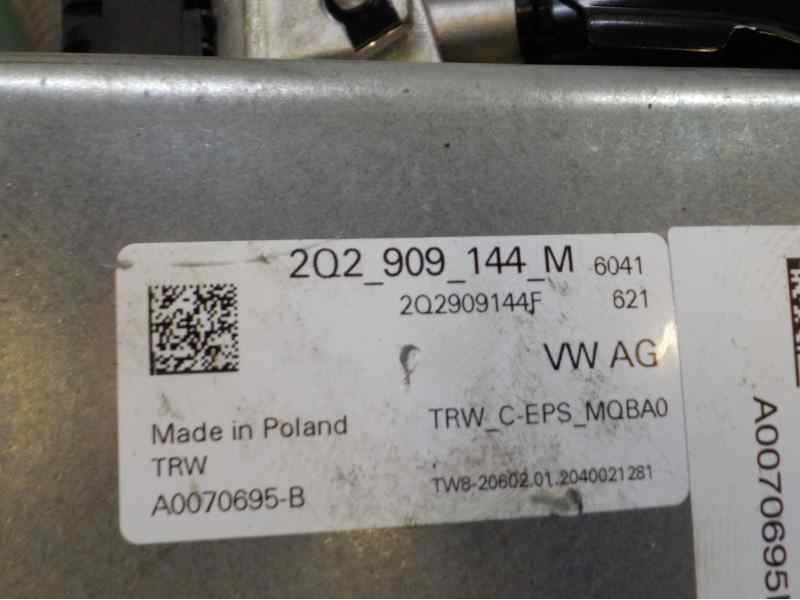 2Q2_909_144_M 6041
2Q2909144F 621
VW AG
Made in Poland
TRW_C-EPS_MQBA0
TRW
TW8-20602.01.2040021281
A0070695-B
A0070695